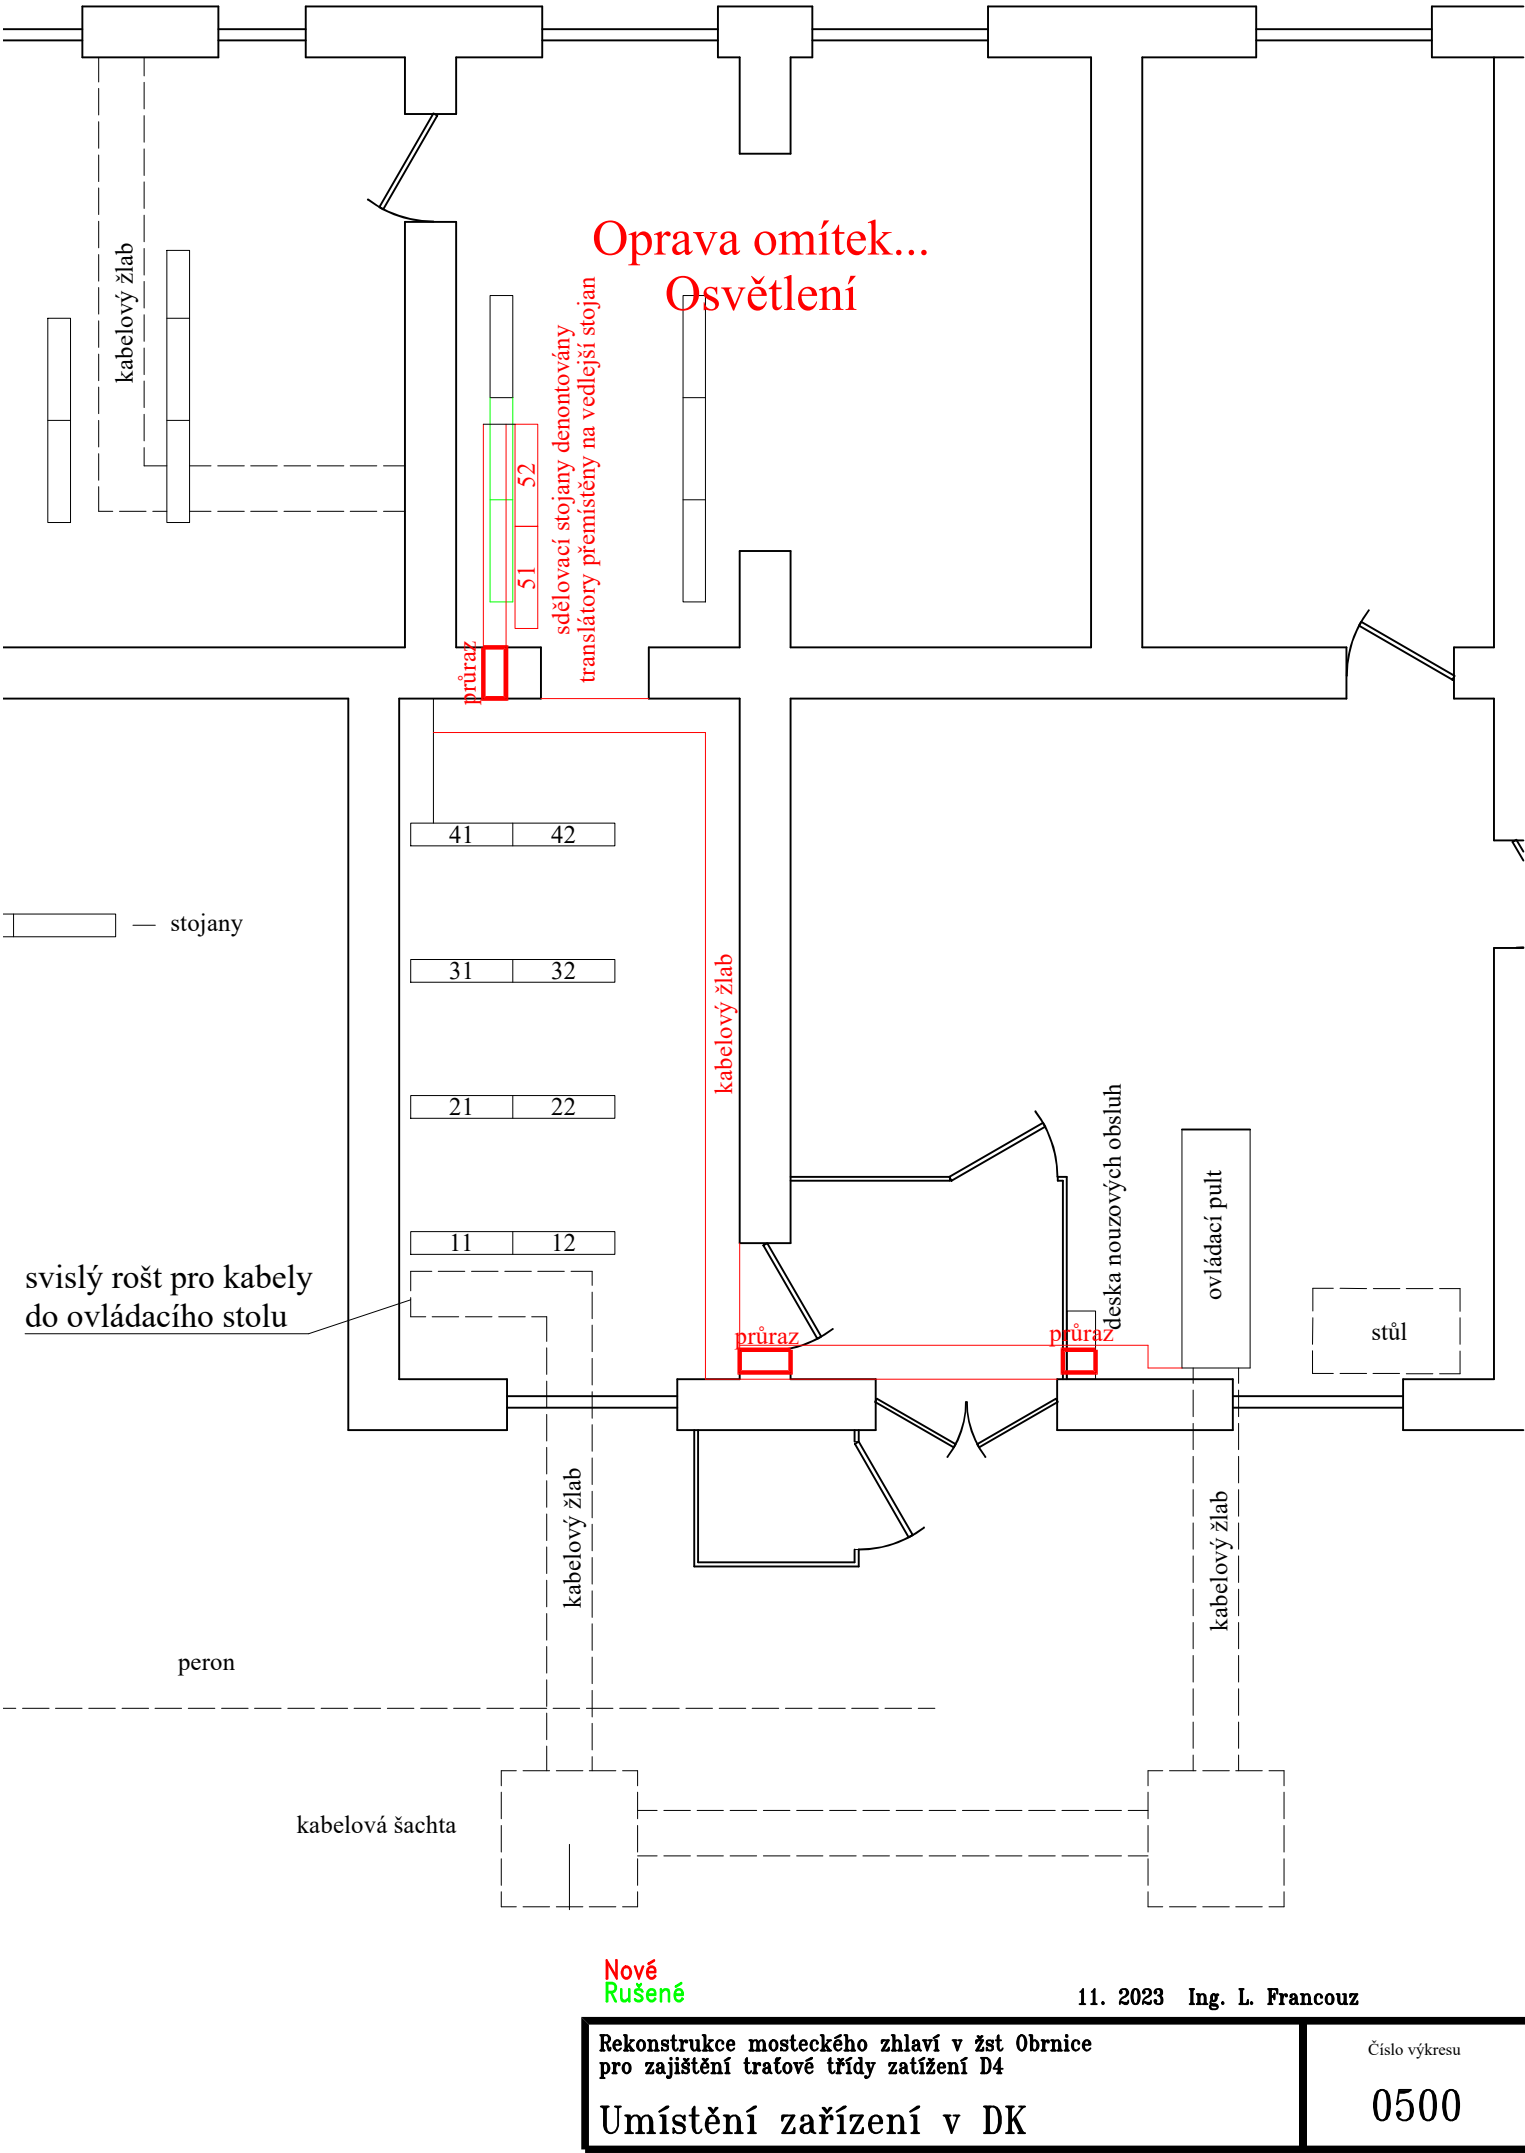 Oprava omítek...
Osvětlení
kabelový žlab
sdělovací stojany denontovány
translátory přemístěny na vedlejší stojan
52
51
průraz
41 42
stojany
31 32
kabelový žlab
21 22
deska nouzových obsluh
ovládací pult
11 12
svislý rošt pro kabely
do ovládacího stolu
průraz
průraz
stůl
kabelový žlab
kabelový žlab
peron
kabelová šachta
Nové
Rušené
11. 2023 Ing. L. Francouz
Rekonstrukce mosteckého zhlaví v žst Obrnice
pro zajištění traťové třídy zatížení D4
Číslo výkresu
Umístění zařízení v DK
0500